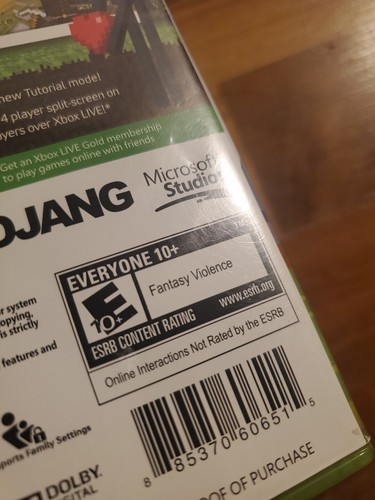 new Tutorial mode!
4 player split-screen on
yers over Xbox LIVE!*
Get an Xbox LIVE Gold membership
to play games online with friends
OJANG
Microsoft
Studios
EVERYONE 10+
E
10+
Fantasy Violence
ESRB CONTENT RATING
www.esrb.org
Online Interactions Not Rated by the ESRB
r system
opying.
is strictly
features and
ports Family Settings
DOLBY
GITAL
8 85370 60651 5
OF OF PURCHASE